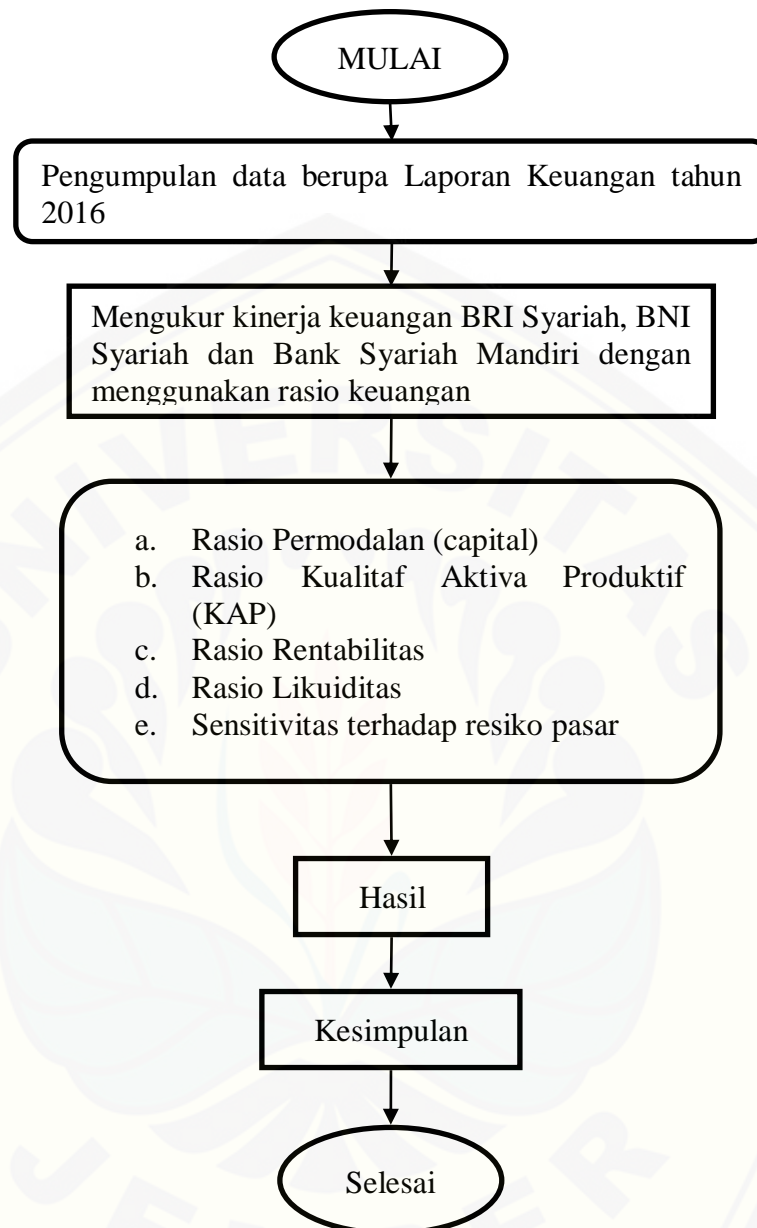 MULAI
Pengumpulan data berupa Laporan Keuangan tahun
2016
Mengukur kinerja keuangan BRI Syariah, BNI
Syariah dan Bank Syariah Mandiri dengan
menggunakan rasio keuangan
a. Rasio Permodalan (capital)
b. Rasio Kualitaf Aktiva Produktif
(KAP)
c. Rasio Rentabilitas
d. Rasio Likuiditas
e. Sensitivitas terhadap resiko pasar
Hasil
Kesimpulan
Selesai
UNIVERSITAS
JEMBER